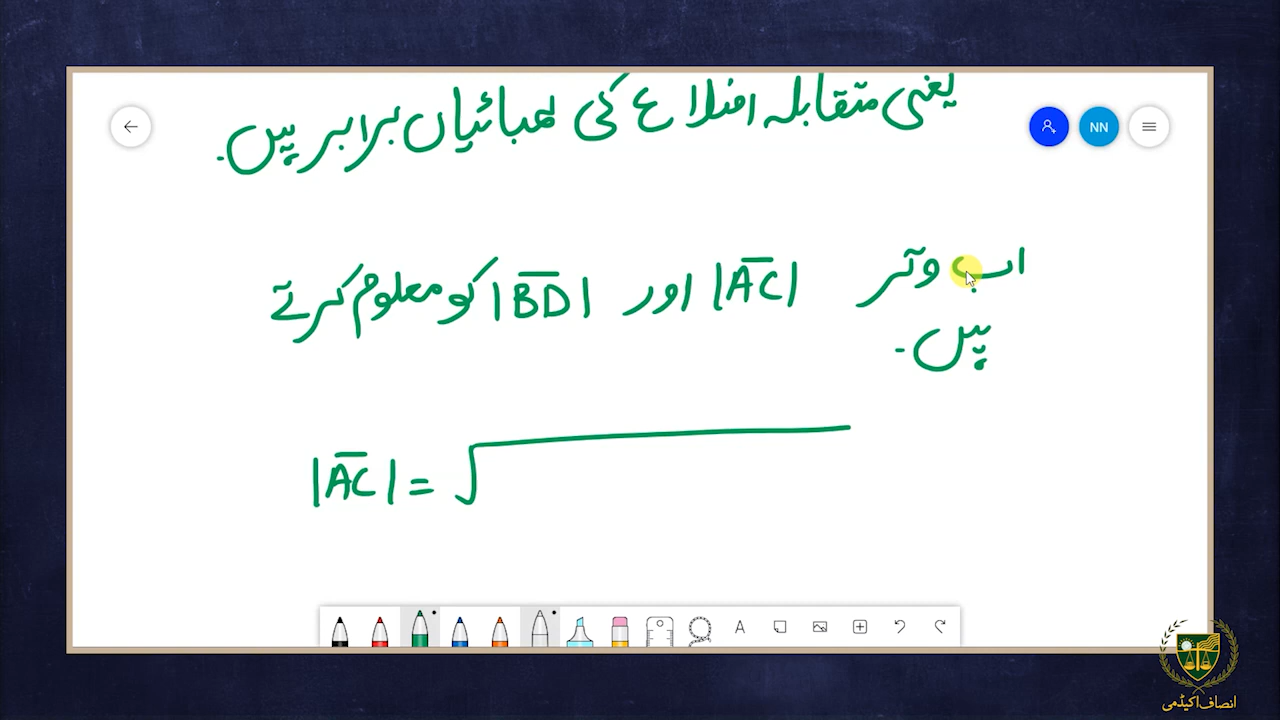 یعنی متقابلہ اضلاع کی لمبائیاں برابر ہیں۔
NN
اب وتر |AC| اور |BD| کو معلوم کرتے
ہیں۔
|AC| = √
A
انصاف اکیڈمی